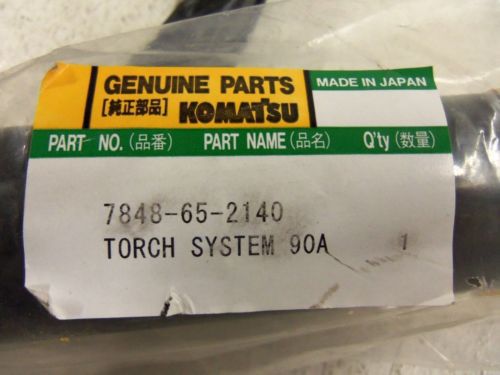 GENUINE PARTS
[純正部品] KOMATSU
MADE IN JAPAN
PART NO. (品番) PART NAME (品名) Q'ty (数量)
7848-65-2140
TORCH SYSTEM 90A 1